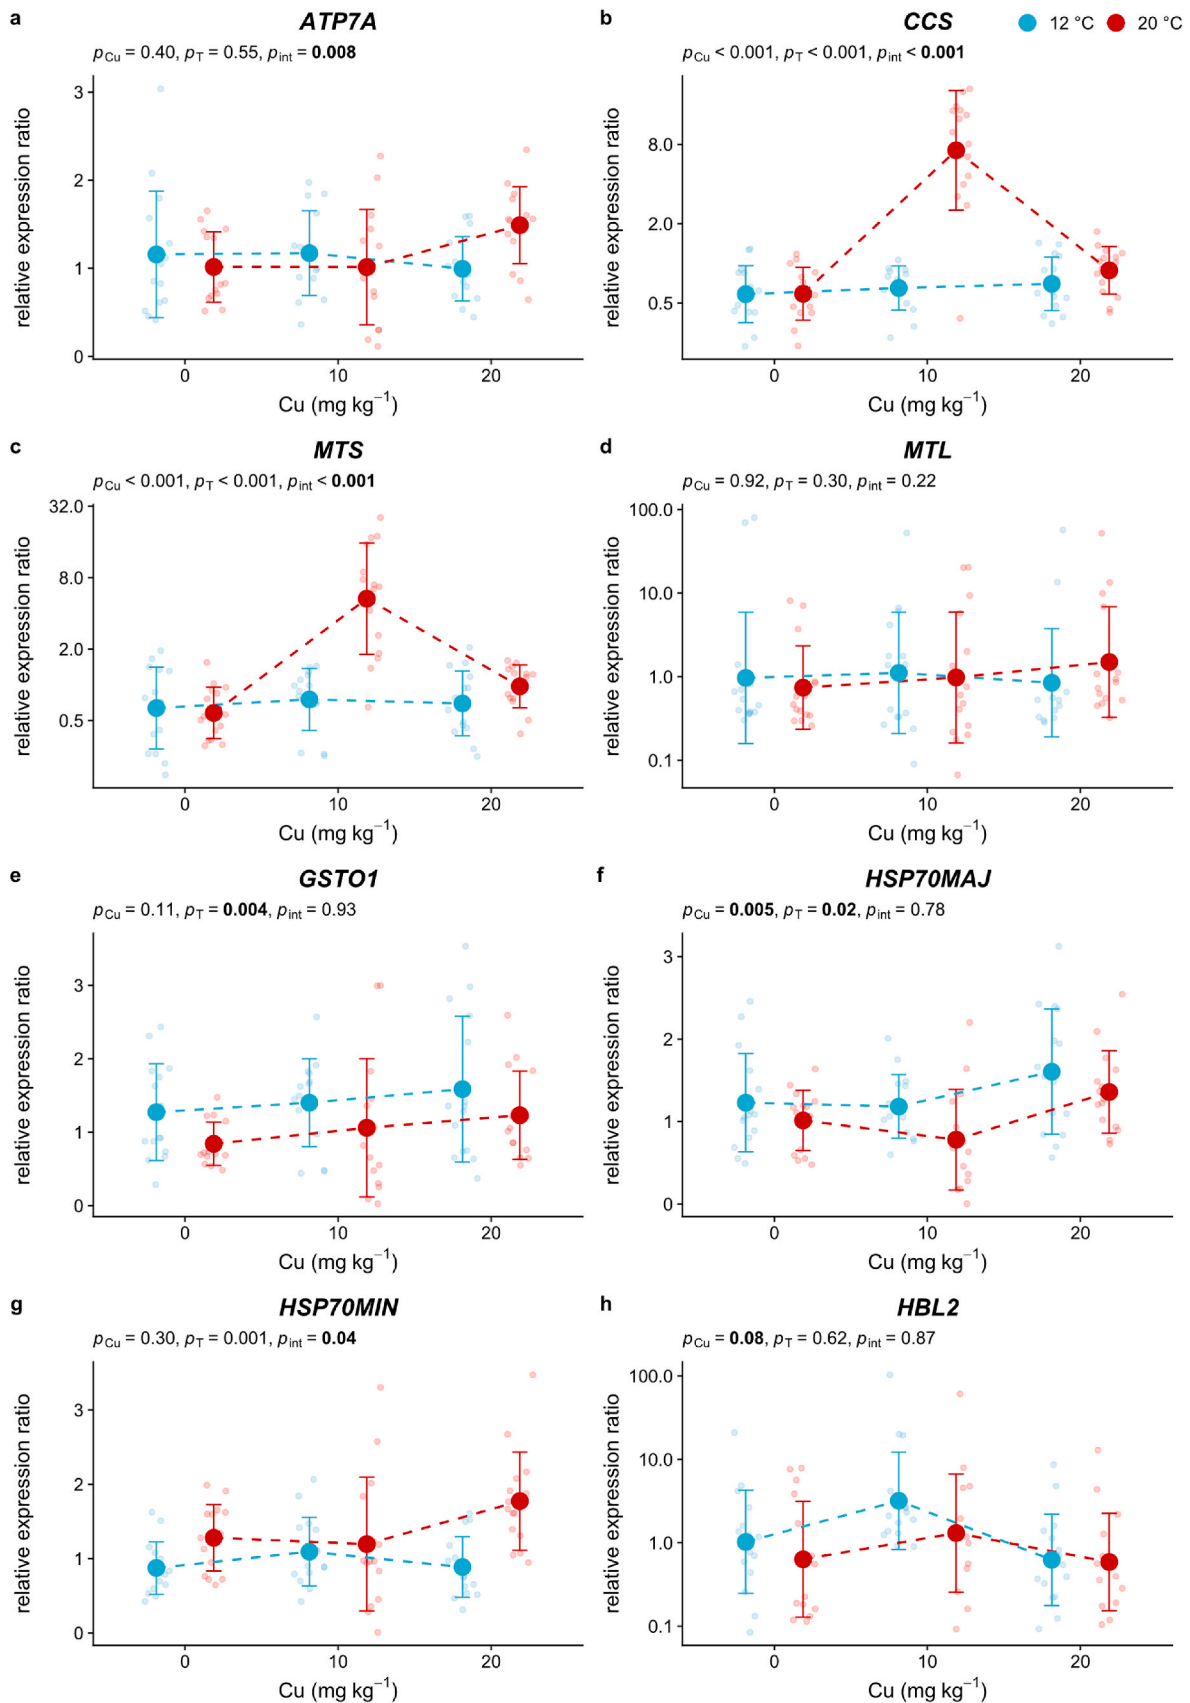 a ATP7A
pCu = 0.40, pT = 0.55, pint = 0.008
relative expression ratio
3
2
1
0
0 10 20
Cu (mg kg−1)
b CCS
12 °C 20 °C
pCu < 0.001, pT < 0.001, pint < 0.001
relative expression ratio
8.0
2.0
0.5
0 10 20
Cu (mg kg−1)
c MTS
pCu < 0.001, pT < 0.001, pint < 0.001
relative expression ratio
32.0
8.0
2.0
0.5
0 10 20
Cu (mg kg−1)
d MTL
pCu = 0.92, pT = 0.30, pint = 0.22
relative expression ratio
100.0
10.0
1.0
0.1
0 10 20
Cu (mg kg−1)
e GSTO1
pCu = 0.11, pT = 0.004, pint = 0.93
relative expression ratio
3
2
1
0
0 10 20
Cu (mg kg−1)
f HSP70MAJ
pCu = 0.005, pT = 0.02, pint = 0.78
relative expression ratio
3
2
1
0
0 10 20
Cu (mg kg−1)
g HSP70MIN
pCu = 0.30, pT = 0.001, pint = 0.04
relative expression ratio
3
2
1
0
0 10 20
Cu (mg kg−1)
h HBL2
pCu = 0.08, pT = 0.62, pint = 0.87
relative expression ratio
100.0
10.0
1.0
0.1
0 10 20
Cu (mg kg−1)